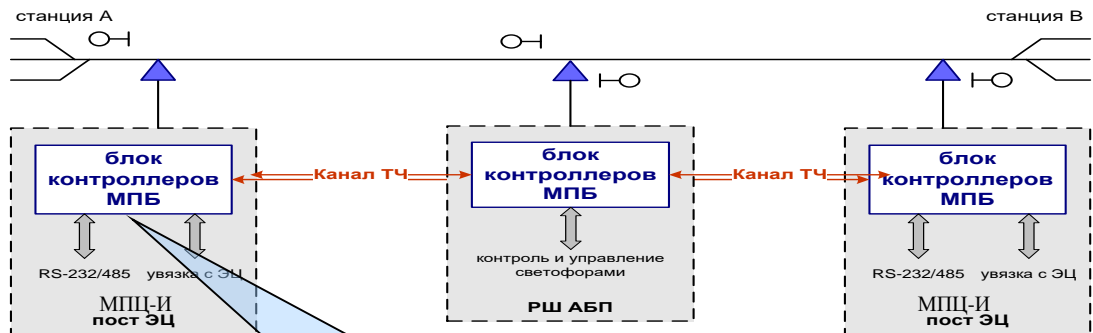 станция А
станция В
блок
контроллеров
МПБ
Канал ТЧ
блок
контроллеров
МПБ
Канал ТЧ
блок
контроллеров
МПБ
RS-232/485
увязка с ЭЦ
контроль и управление
светофорами
RS-232/485
увязка с ЭЦ
МПЦ-И
пост ЭЦ
РШ АБП
МПЦ-И
пост ЭЦ